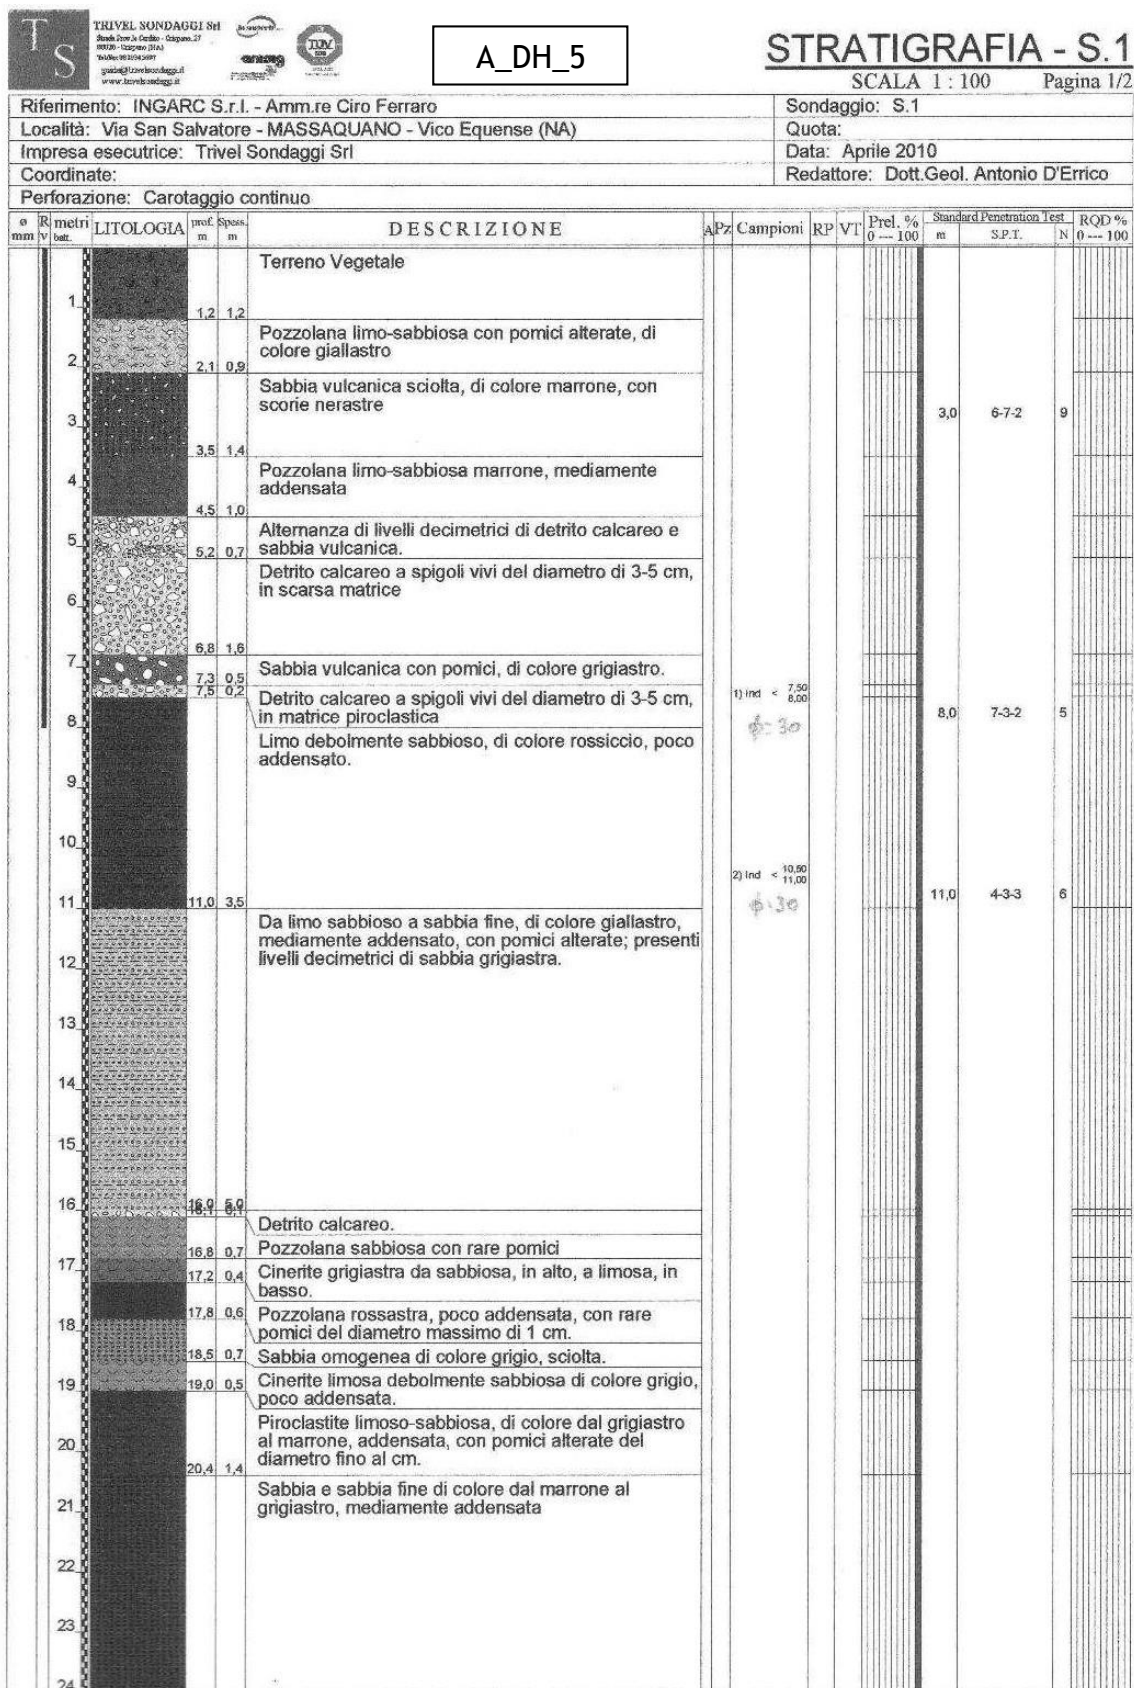 TS
TRIVEL SONDAGGI Srl
www.trivelsondaggi.it
A_DH_5
STRATIGRAFIA - S.1
SCALA 1 : 100 Pagina 1/2
Riferimento: INGARC S.r.l. - Amm.re Ciro Ferraro
Sondaggio: S.1
Località: Via San Salvatore - MASSAQUANO - Vico Equense (NA)
Quota:
Impresa esecutrice: Trivel Sondaggi Srl
Data: Aprile 2010
Coordinate:
Redattore: Dott.Geol. Antonio D'Errico
Perforazione: Carotaggio continuo
ø mm R v metri batt. LITOLOGIA prof. m Spess. m DESCRIZIONE A Pz Campioni RP VT Prel. % 0 --- 100 Standard Penetration Test m S.P.T. N RQD % 0 --- 100
Terreno Vegetale
1
1,2 1,2
Pozzolana limo-sabbiosa con pomici alterate, di
colore giallastro
2
2,1 0,9
Sabbia vulcanica sciolta, di colore marrone, con
scorie nerastre
3
3,0 6-7-2 9
3,5 1,4
Pozzolana limo-sabbiosa marrone, mediamente
addensata
4
4,5 1,0
Alternanza di livelli decimetrici di detrito calcareo e
sabbia vulcanica.
5
5,2 0,7
Detrito calcareo a spigoli vivi del diametro di 3-5 cm,
in scarsa matrice
6
6,8 1,6
7
Sabbia vulcanica con pomici, di colore grigiastro.
7,3 0,5
7,5 0,2
Detrito calcareo a spigoli vivi del diametro di 3-5 cm,
in matrice piroclastica
1) Ind < 7,50 8,00
ϕ=30
8
8,0 7-3-2 5
Limo debolmente sabbioso, di colore rossiccio, poco
addensato.
9
10
2) Ind < 10,50 11,00
ϕ=30
11
11,0 3,5
11,0 4-3-3 6
Da limo sabbioso a sabbia fine, di colore giallastro,
mediamente addensato, con pomici alterate; presenti
livelli decimetrici di sabbia grigiastra.
12
13
14
15
16
16,0 5,0
16,1 0,1
Detrito calcareo.
16,8 0,7
Pozzolana sabbiosa con rare pomici
17
17,2 0,4
Cinerite grigiastra da sabbiosa, in alto, a limosa, in
basso.
17,8 0,6
Pozzolana rossastra, poco addensata, con rare
pomici del diametro massimo di 1 cm.
18
18,5 0,7
Sabbia omogenea di colore grigio, sciolta.
19
19,0 0,5
Cinerite limosa debolmente sabbiosa di colore grigio,
poco addensata.
Piroclastite limoso-sabbiosa, di colore dal grigiastro
al marrone, addensata, con pomici alterate del
diametro fino al cm.
20
20,4 1,4
Sabbia e sabbia fine di colore dal marrone al
grigiastro, mediamente addensata
21
22
23
24